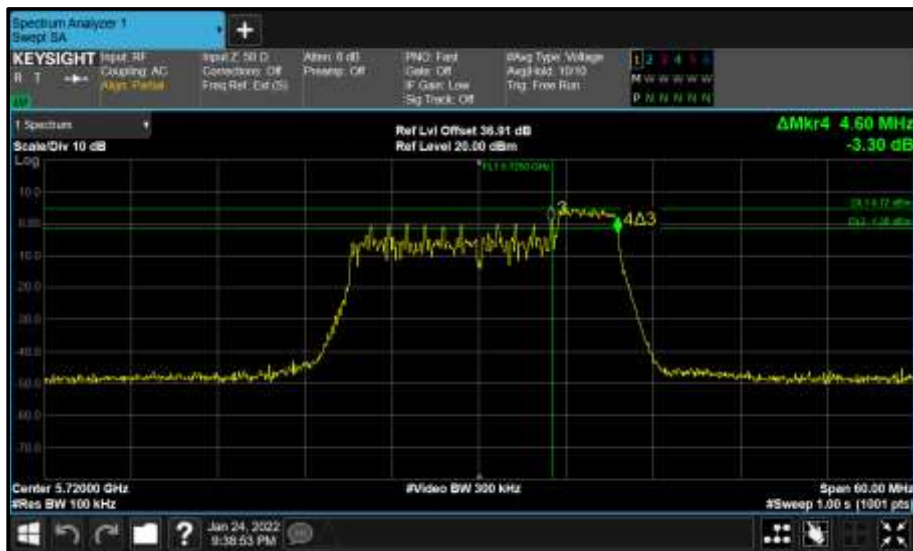 Spectrum Analyzer 1
Swept SA
+
KEYSIGHT
R T
Input: RF
Coupling: AC
Align: Partial
Input Z: 50 Ω
Corrections: Off
Freq Ref: Ext (S)
Atten: 6 dB
Preamp: Off
PNO: Fast
Gate: Off
IF Gain: Low
Sig Track: Off
#Avg Type: Voltage
Avg|Hold: 10/10
Trig: Free Run
1 2 3 4 5 6
M W W W W W
P N N N N N
1 Spectrum
Scale/Div 10 dB
Ref Lvl Offset 36.91 dB
Ref Level 20.00 dBm
ΔMkr4 4.60 MHz
-3.30 dB
Log
10.0
0.00
-10.0
-20.0
-30.0
-40.0
-50.0
-60.0
-70.0
3
4Δ3
Center 5.72000 GHz
#Res BW 100 kHz
#Video BW 300 kHz
Span 60.00 MHz
#Sweep 1.00 s (1001 pts)
?
Jan 24, 2022
9:38:53 PM